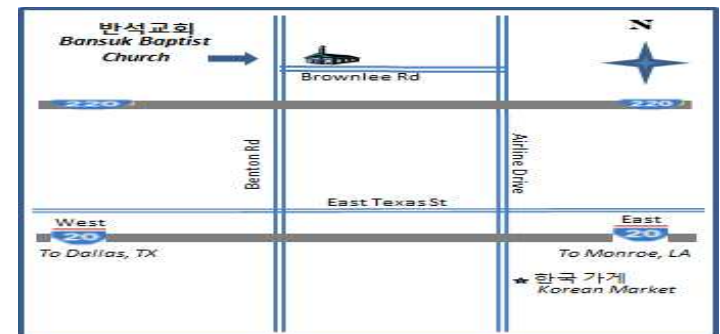 반석교회
Bansuk Baptist
Church
N
Brownlee Rd
220
220
Benton Rd
Airline Drive
East Texas St
West
20
East
20
To Dallas, TX
To Monroe, LA
한국 가게
Korean Market